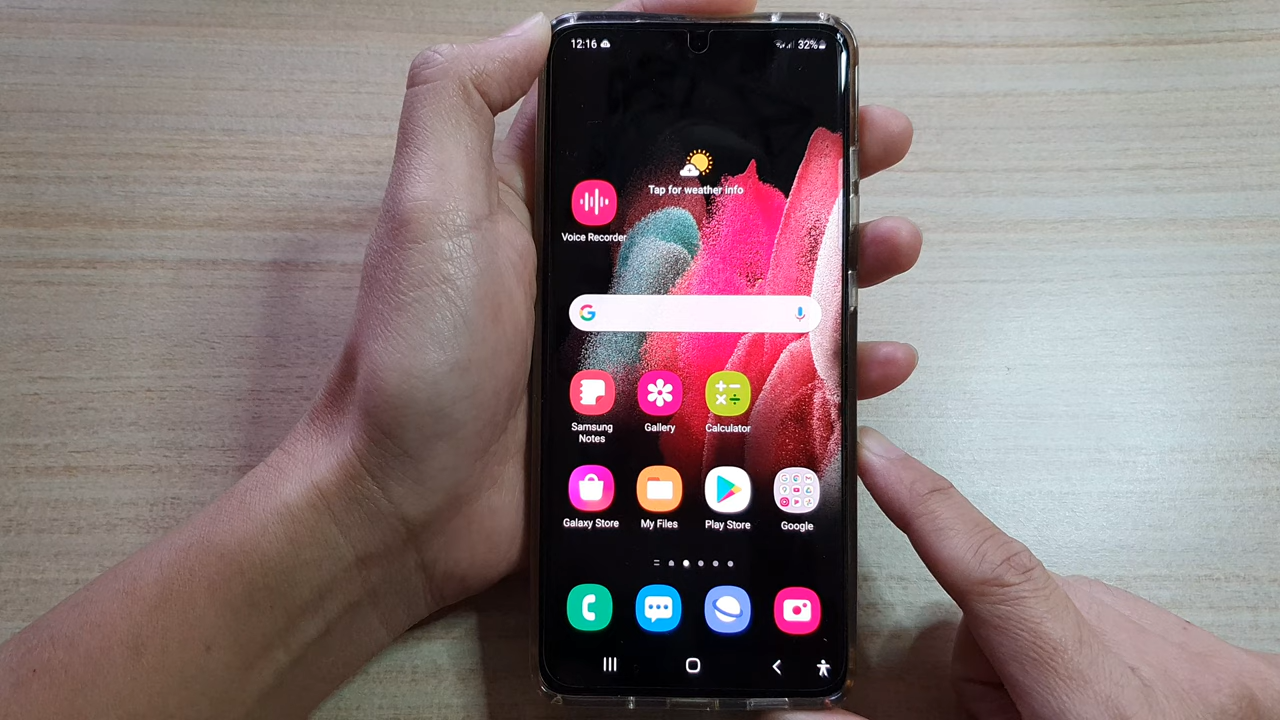 12:16
32%
Tap for weather info
Voice Recorder
Samsung
Notes
Gallery
Calculator
Galaxy Store
My Files
Play Store
Google